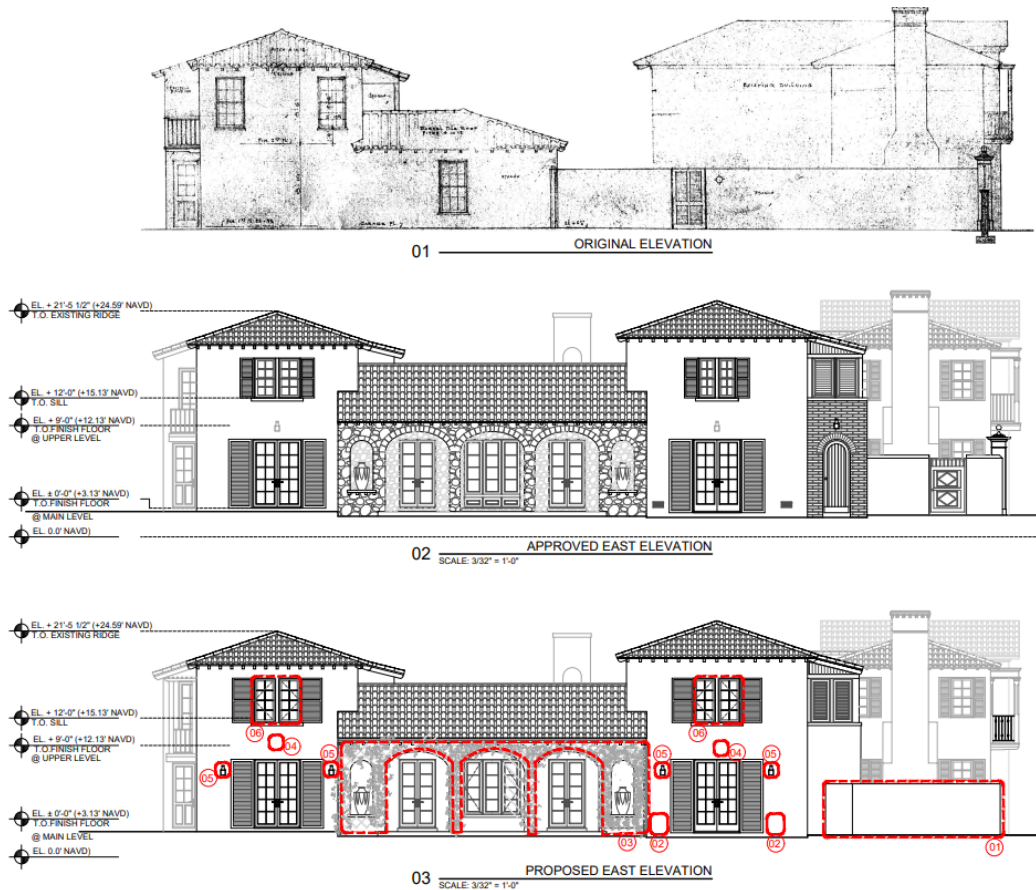 EXISTING BUILDING
STUCCO
01 ORIGINAL ELEVATION
EL. + 21'-5 1/2" (+24.59' NAVD)
T.O. EXISTING RIDGE
EL. + 12'-0" (+15.13' NAVD)
T.O. SILL
EL. + 9'-0" (+12.13' NAVD)
T.O.FINISH FLOOR
@ UPPER LEVEL
EL. ± 0'-0" (+3.13' NAVD)
T.O.FINISH FLOOR
@ MAIN LEVEL
EL. 0.0' NAVD)
02 APPROVED EAST ELEVATION
SCALE: 3/32" = 1'-0"
EL. + 21'-5 1/2" (+24.59' NAVD)
T.O. EXISTING RIDGE
EL. + 12'-0" (+15.13' NAVD)
T.O. SILL
06
06
EL. + 9'-0" (+12.13' NAVD)
T.O.FINISH FLOOR
@ UPPER LEVEL
04
04
05
05
05
05
EL. ± 0'-0" (+3.13' NAVD)
T.O.FINISH FLOOR
@ MAIN LEVEL
03
02
02
01
EL. 0.0' NAVD)
03 PROPOSED EAST ELEVATION
SCALE: 3/32" = 1'-0"